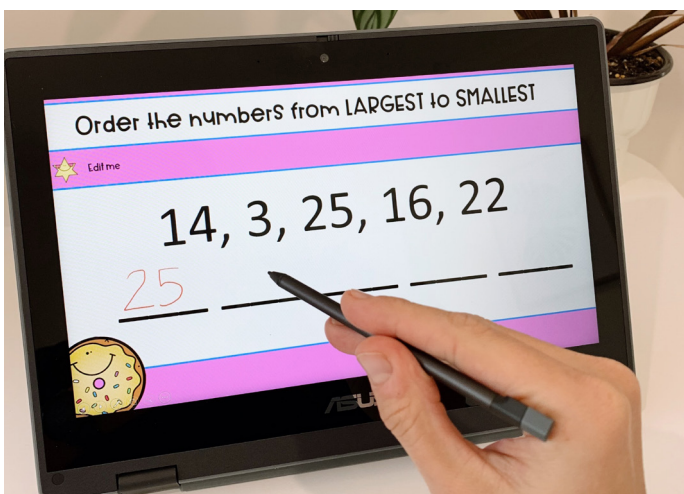 Order the numbers from LARGEST to SMALLEST
Edit me
14, 3, 25, 16, 22
25